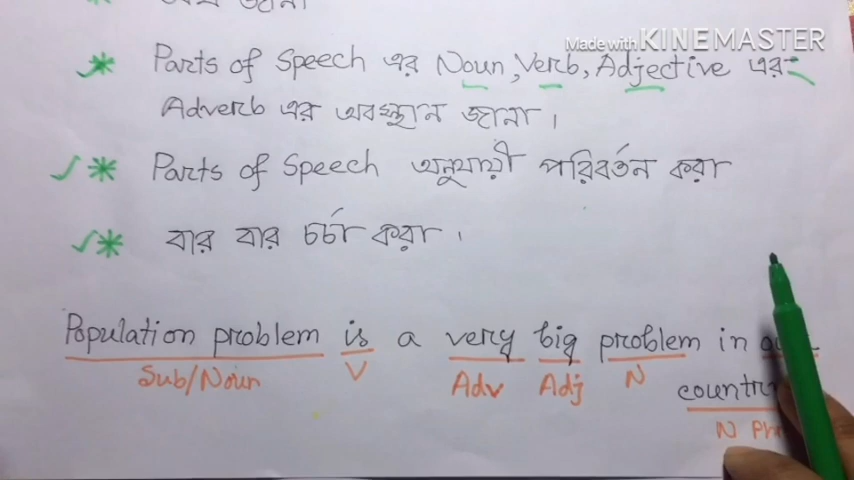 Made with KINEMASTER
Parts of Speech এর Noun, Verb, Adjective এর
Adverb এর অবস্থান জানা।
Parts of Speech অনুযায়ী পরিবর্তন করা
বার বার চর্চা করা।
Population problem is a very big problem in
Sub/Noun V Adv Adj N
N